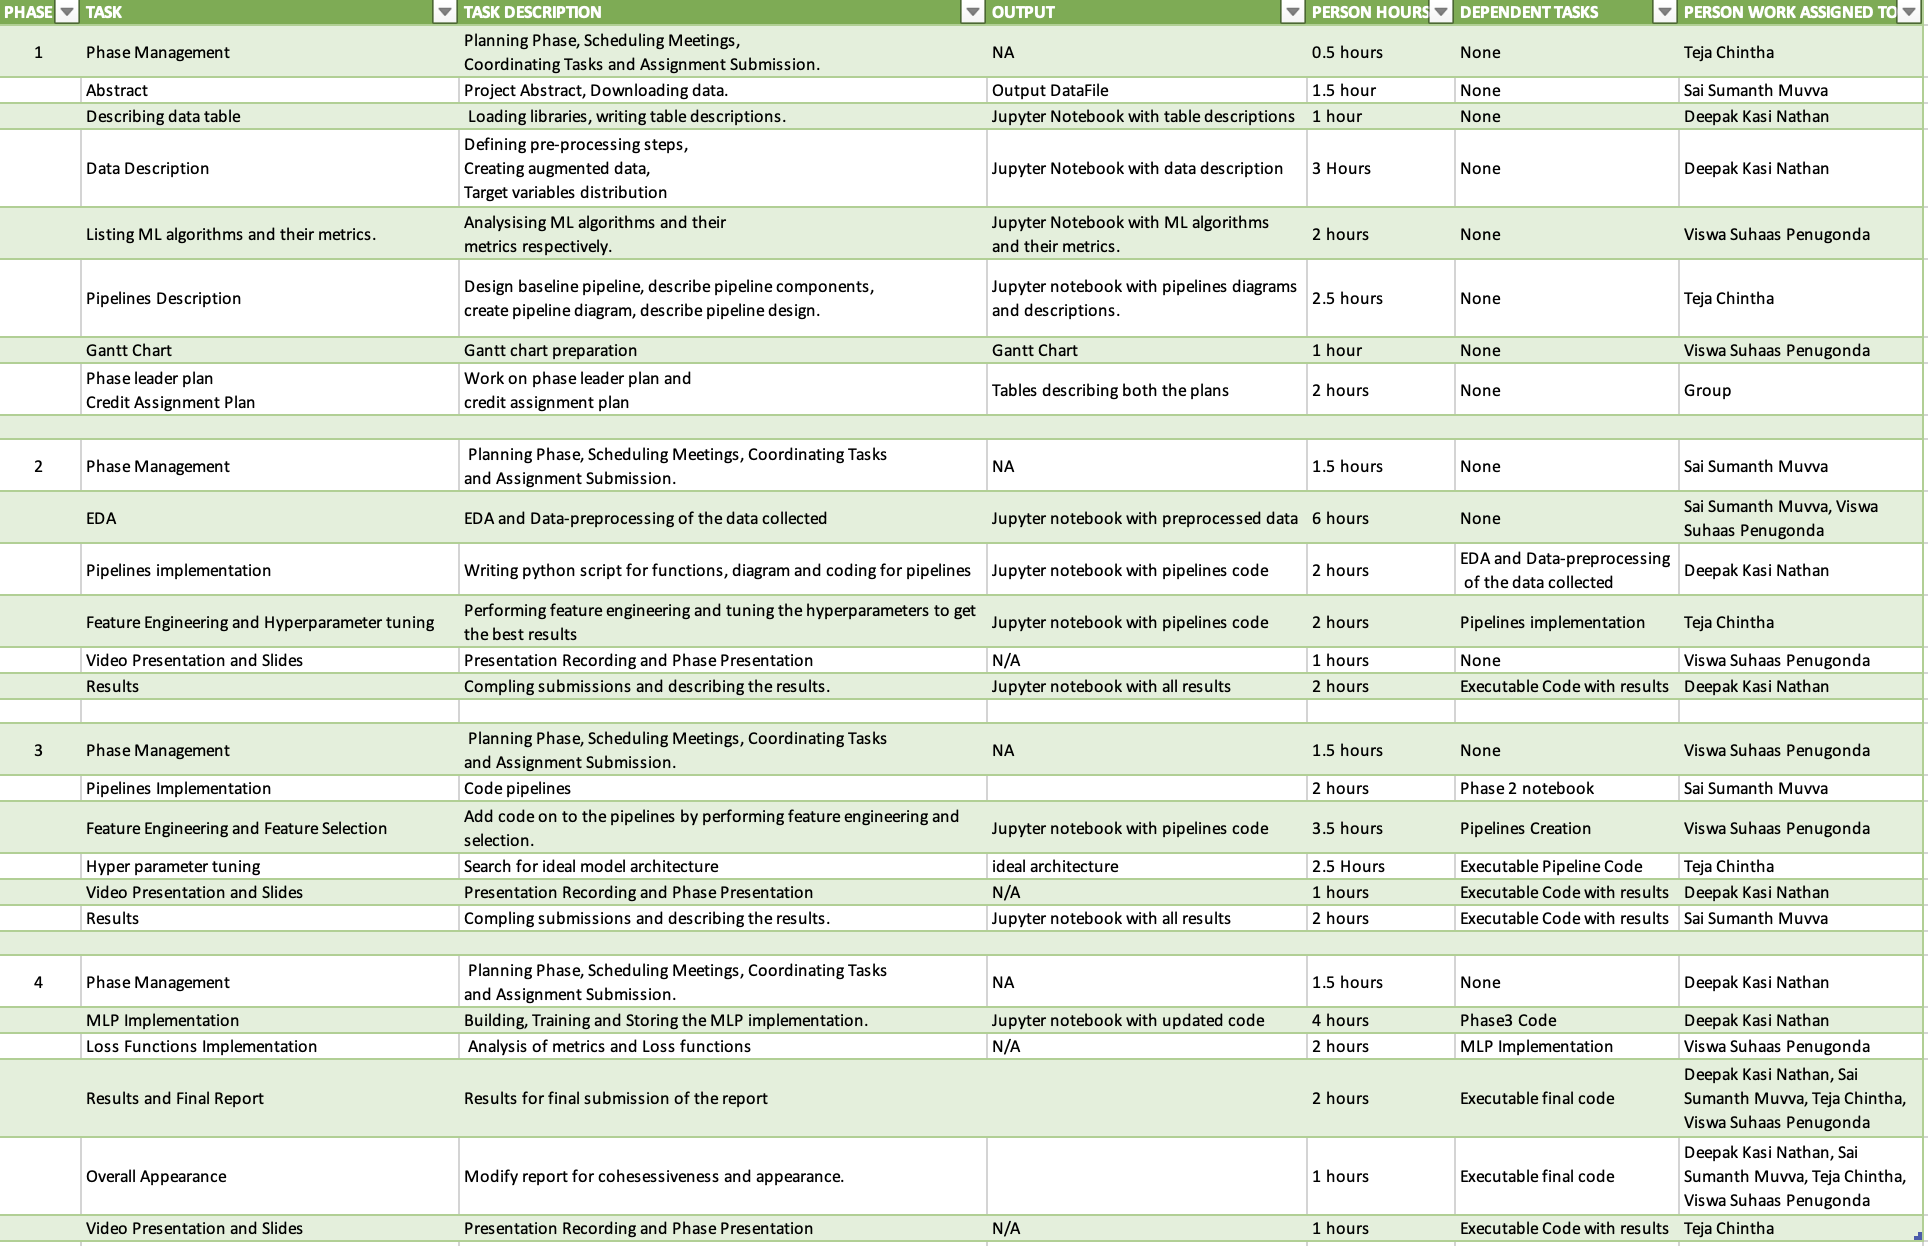 PHASE TASK TASK DESCRIPTION OUTPUT PERSON HOURS DEPENDENT TASKS PERSON WORK ASSIGNED TO
1 Phase Management Planning Phase, Scheduling Meetings,
Coordinating Tasks and Assignment Submission. NA 0.5 hours None Teja Chintha
Abstract Project Abstract, Downloading data. Output DataFile 1.5 hour None Sai Sumanth Muvva
Describing data table Loading libraries, writing table descriptions. Jupyter Notebook with table descriptions 1 hour None Deepak Kasi Nathan
Data Description Defining pre-processing steps,
Creating augmented data,
Target variables distribution Jupyter Notebook with data description 3 Hours None Deepak Kasi Nathan
Listing ML algorithms and their metrics. Analysising ML algorithms and their
metrics respectively. Jupyter Notebook with ML algorithms
and their metrics. 2 hours None Viswa Suhaas Penugonda
Pipelines Description Design baseline pipeline, describe pipeline components,
create pipeline diagram, describe pipeline design. Jupyter notebook with pipelines diagrams
and descriptions. 2.5 hours None Teja Chintha
Gantt Chart Gantt chart preparation Gantt Chart 1 hour None Viswa Suhaas Penugonda
Phase leader plan
Credit Assignment Plan Work on phase leader plan and
credit assignment plan Tables describing both the plans 2 hours None Group
2 Phase Management Planning Phase, Scheduling Meetings, Coordinating Tasks
and Assignment Submission. NA 1.5 hours None Sai Sumanth Muvva
EDA EDA and Data-preprocessing of the data collected Jupyter notebook with preprocessed data 6 hours None Sai Sumanth Muvva, Viswa
Suhaas Penugonda
Pipelines implementation Writing python script for functions, diagram and coding for pipelines Jupyter notebook with pipelines code 2 hours EDA and Data-preprocessing
of the data collected Deepak Kasi Nathan
Feature Engineering and Hyperparameter tuning Performing feature engineering and tuning the hyperparameters to get
the best results Jupyter notebook with pipelines code 2 hours Pipelines implementation Teja Chintha
Video Presentation and Slides Presentation Recording and Phase Presentation N/A 1 hours None Viswa Suhaas Penugonda
Results Compling submissions and describing the results. Jupyter notebook with all results 2 hours Executable Code with results Deepak Kasi Nathan
3 Phase Management Planning Phase, Scheduling Meetings, Coordinating Tasks
and Assignment Submission. NA 1.5 hours None Viswa Suhaas Penugonda
Pipelines Implementation Code pipelines 2 hours Phase 2 notebook Sai Sumanth Muvva
Feature Engineering and Feature Selection Add code on to the pipelines by performing feature engineering and
selection. Jupyter notebook with pipelines code 3.5 hours Pipelines Creation Viswa Suhaas Penugonda
Hyper parameter tuning Search for ideal model architecture ideal architecture 2.5 Hours Executable Pipeline Code Teja Chintha
Video Presentation and Slides Presentation Recording and Phase Presentation N/A 1 hours Executable Code with results Deepak Kasi Nathan
Results Compling submissions and describing the results. Jupyter notebook with all results 2 hours Executable Code with results Sai Sumanth Muvva
4 Phase Management Planning Phase, Scheduling Meetings, Coordinating Tasks
and Assignment Submission. NA 1.5 hours None Deepak Kasi Nathan
MLP Implementation Building, Training and Storing the MLP implementation. Jupyter notebook with updated code 4 hours Phase3 Code Deepak Kasi Nathan
Loss Functions Implementation Analysis of metrics and Loss functions N/A 2 hours MLP Implementation Viswa Suhaas Penugonda
Results and Final Report Results for final submission of the report 2 hours Executable final code Deepak Kasi Nathan, Sai
Sumanth Muvva, Teja Chintha,
Viswa Suhaas Penugonda
Overall Appearance Modify report for cohesessiveness and appearance. 1 hours Executable final code Deepak Kasi Nathan, Sai
Sumanth Muvva, Teja Chintha,
Viswa Suhaas Penugonda
Video Presentation and Slides Presentation Recording and Phase Presentation N/A 1 hours Executable Code with results Teja Chintha